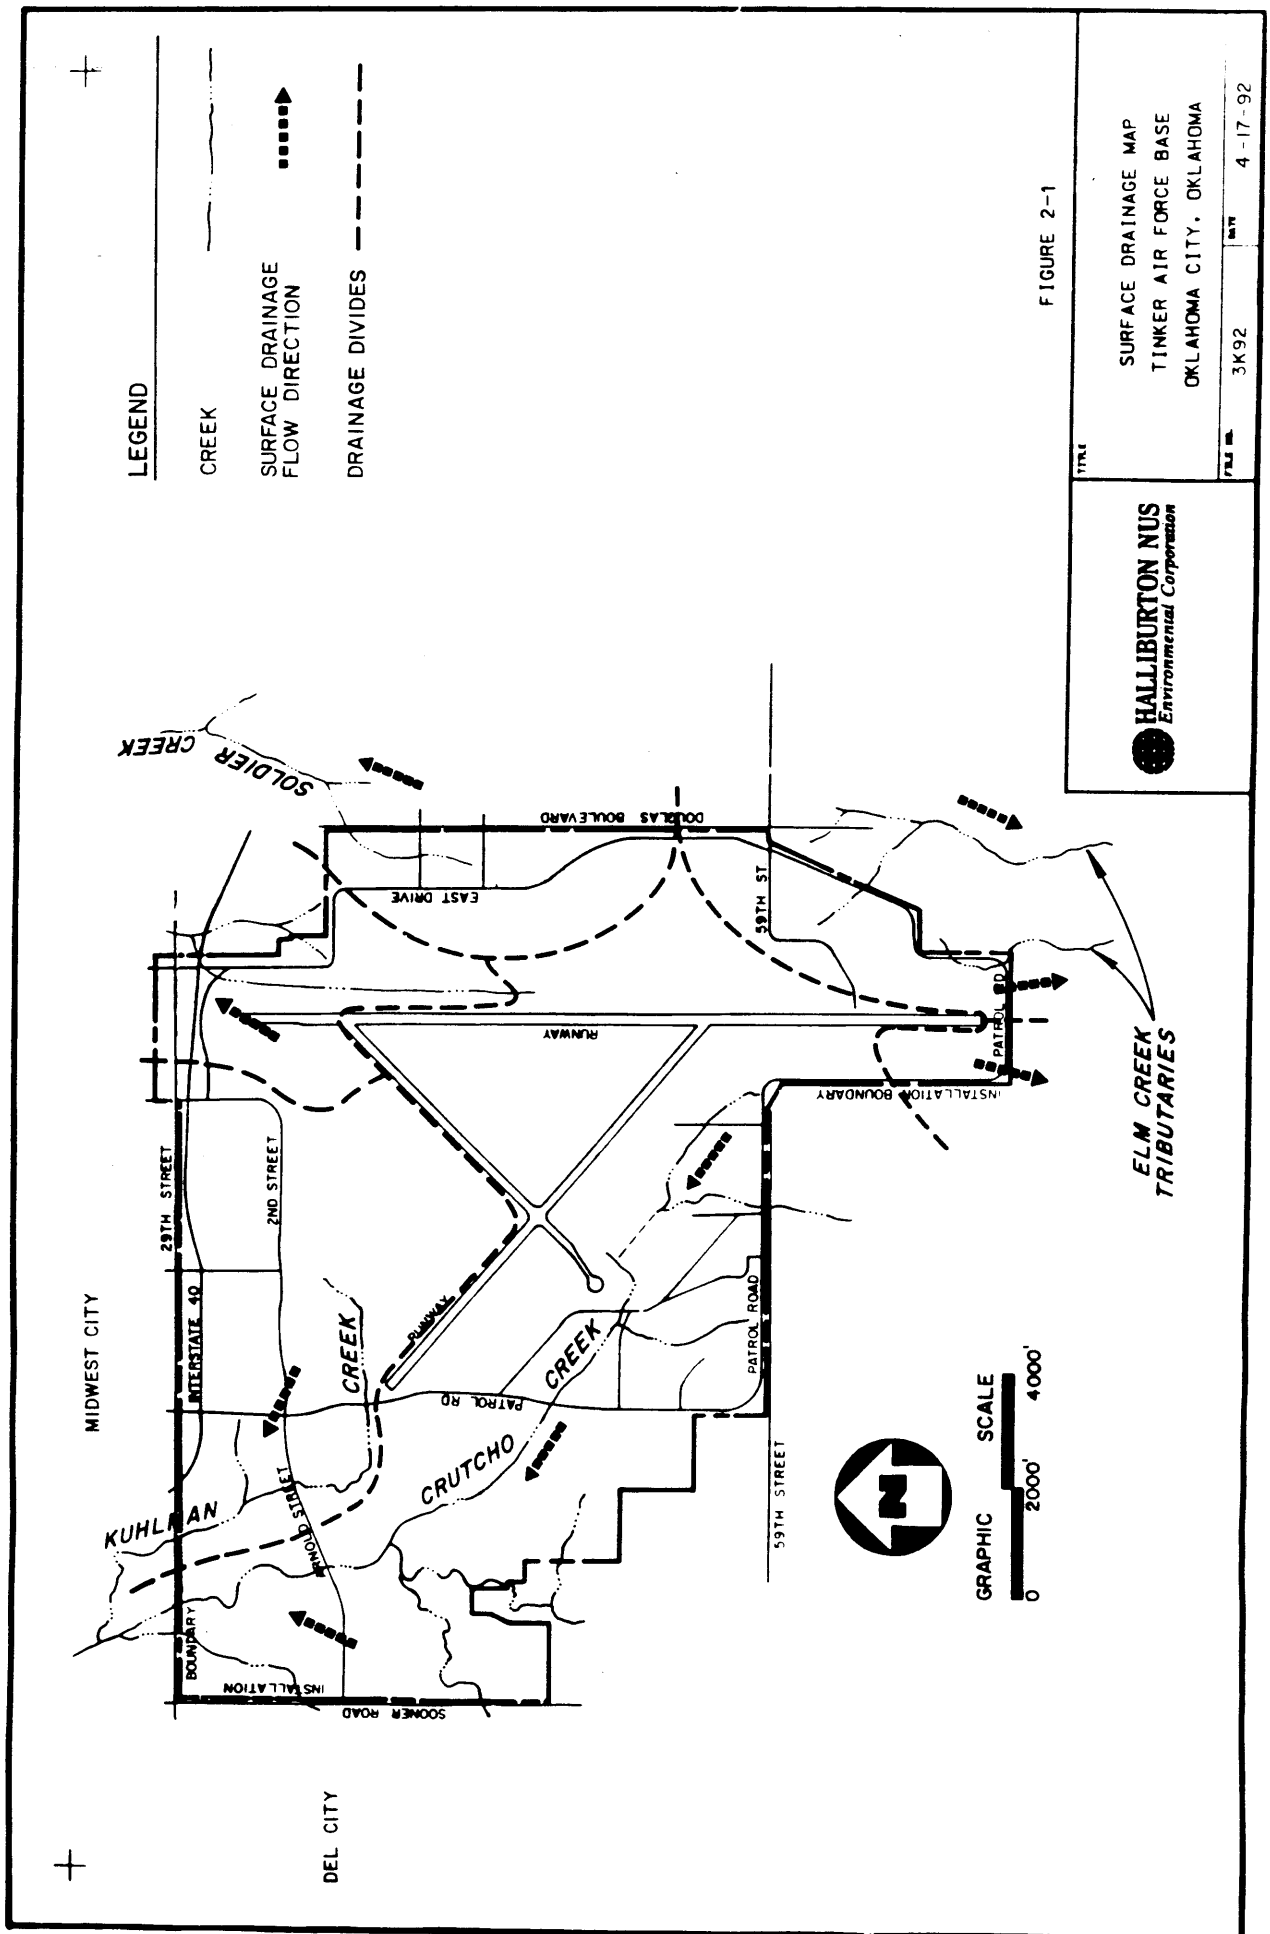 MIDWEST CITY
DEL CITY
KUHLMAN
CREEK
CRUTCHO
CREEK
SOLDIER
CREEK
ELM CREEK
TRIBUTARIES
29TH STREET
INTERSTATE 40
2ND STREET
ARNOLD STREET
BOUNDARY
INSTALLATION
SOONER ROAD
PATROL RD
RUNWAY
RUNWAY
EAST DRIVE
DOUGLAS BOULEVARD
59TH ST
PATROL RD
INSTALLATION BOUNDARY
PATROL ROAD
59TH STREET
N
GRAPHIC SCALE
0 2000' 4000'
LEGEND
CREEK
SURFACE DRAINAGE
FLOW DIRECTION
DRAINAGE DIVIDES
FIGURE 2-1
HALLIBURTON NUS
Environmental Corporation
TITLE
SURFACE DRAINAGE MAP
TINKER AIR FORCE BASE
OKLAHOMA CITY, OKLAHOMA
FILE NO.
3K92
DATE
4-17-92